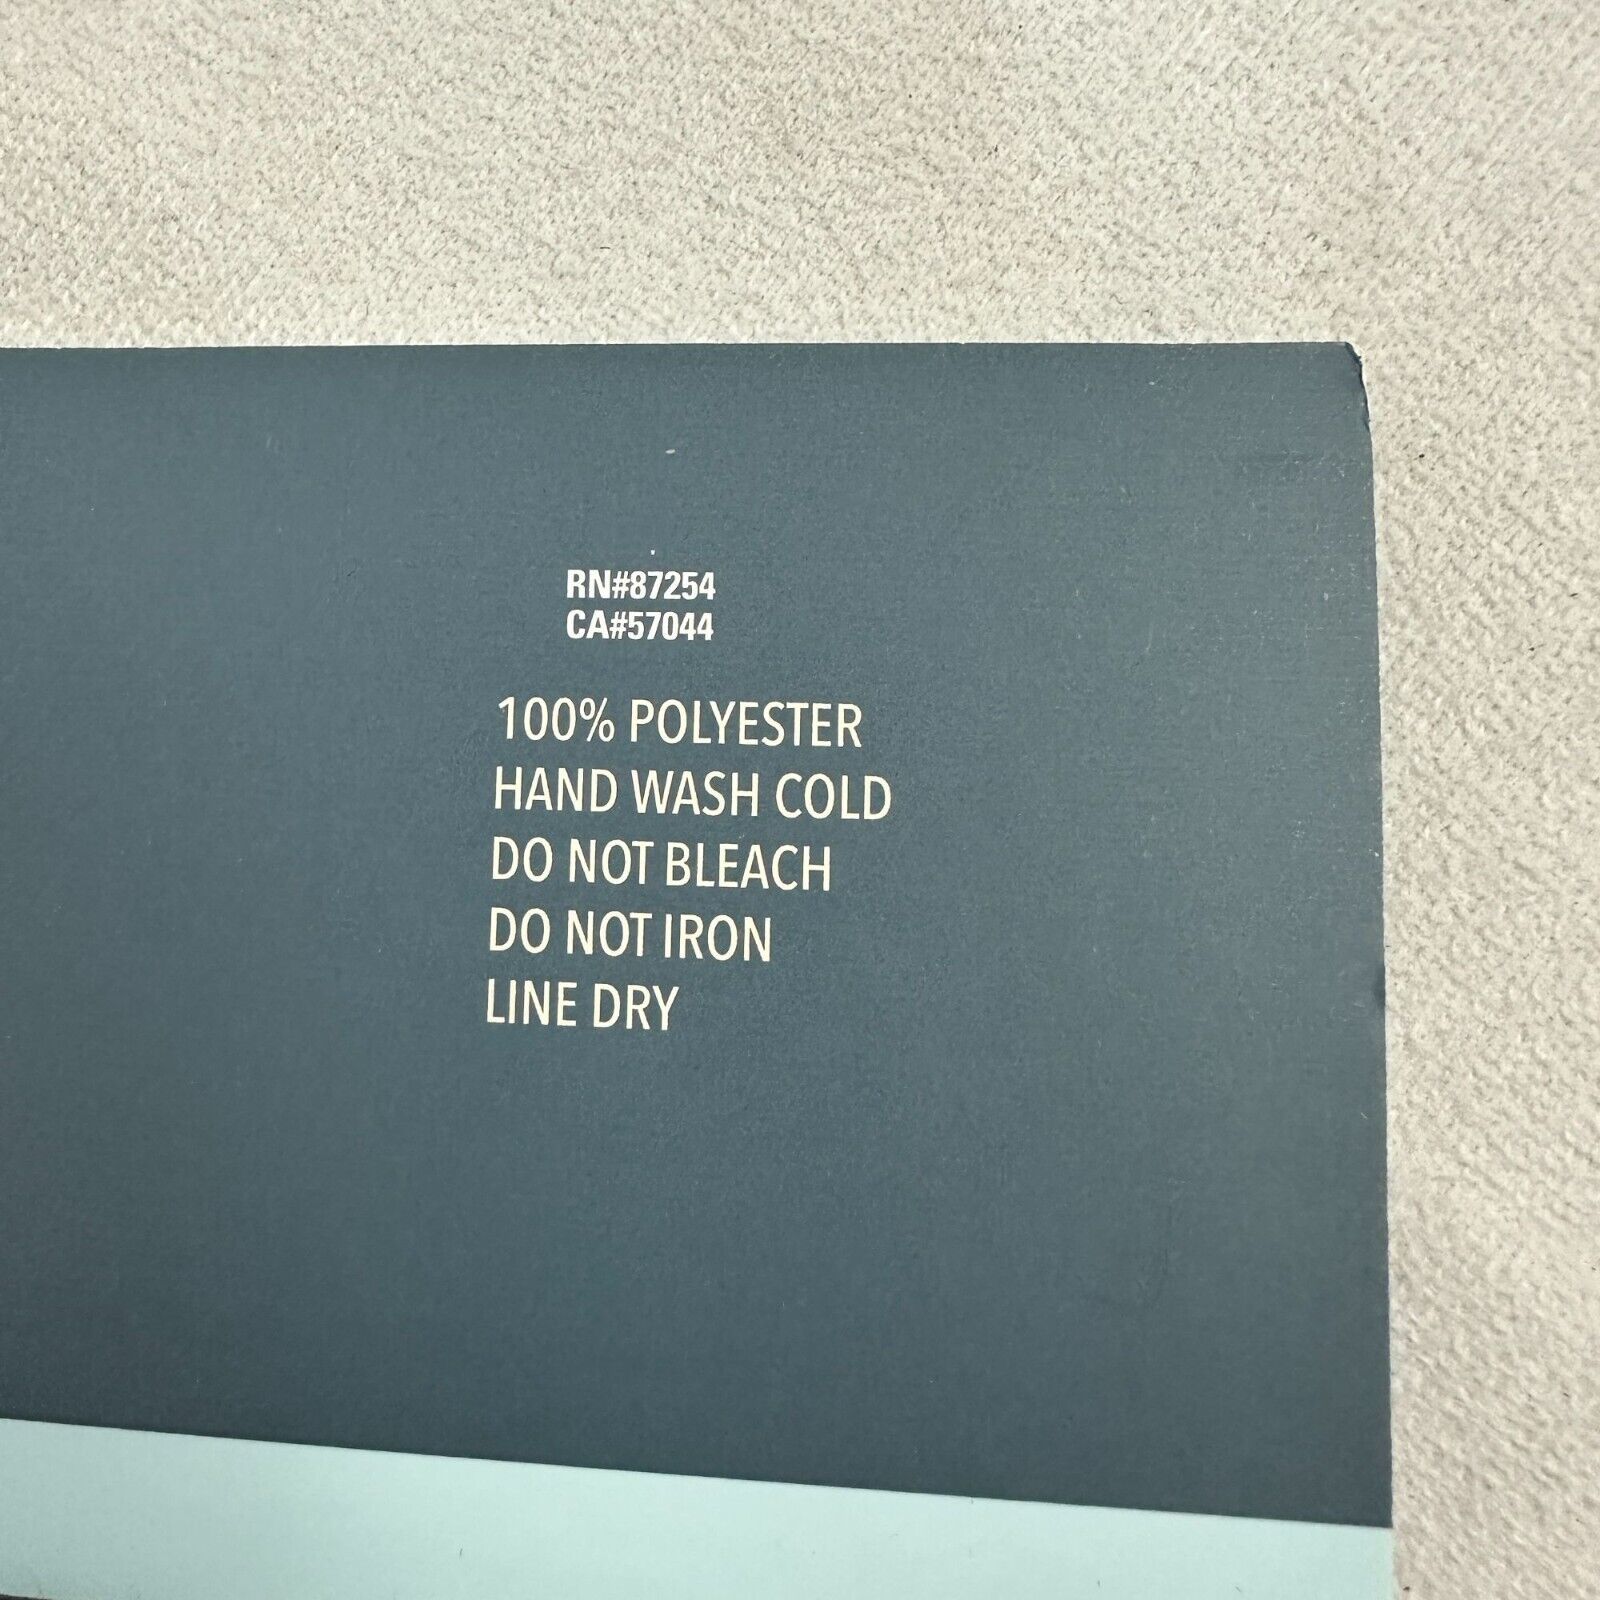 RN#87254
CA#57044
100% POLYESTER
HAND WASH COLD
DO NOT BLEACH
DO NOT IRON
LINE DRY